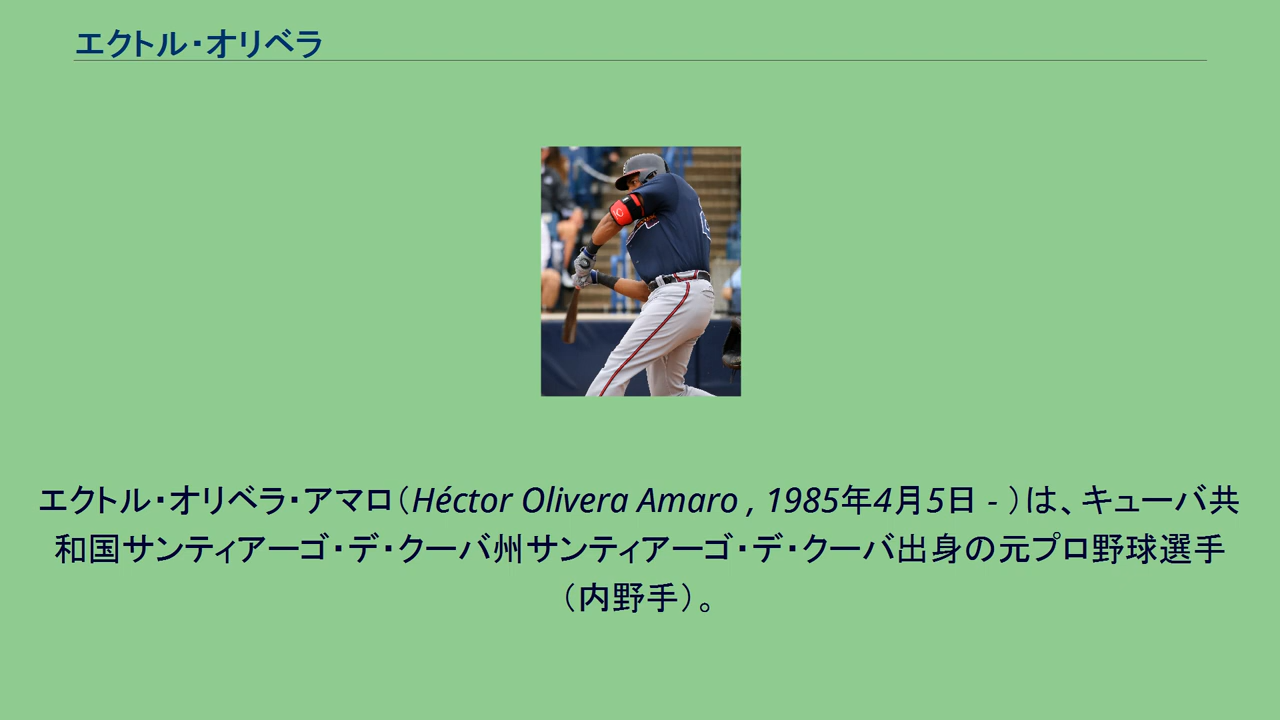 エクトル・オリベラ
エクトル・オリベラ・アマロ（Héctor Olivera Amaro , 1985年4月5日 - ）は、キューバ共
和国サンティアーゴ・デ・クーバ州サンティアーゴ・デ・クーバ出身の元プロ野球選手
（内野手）。